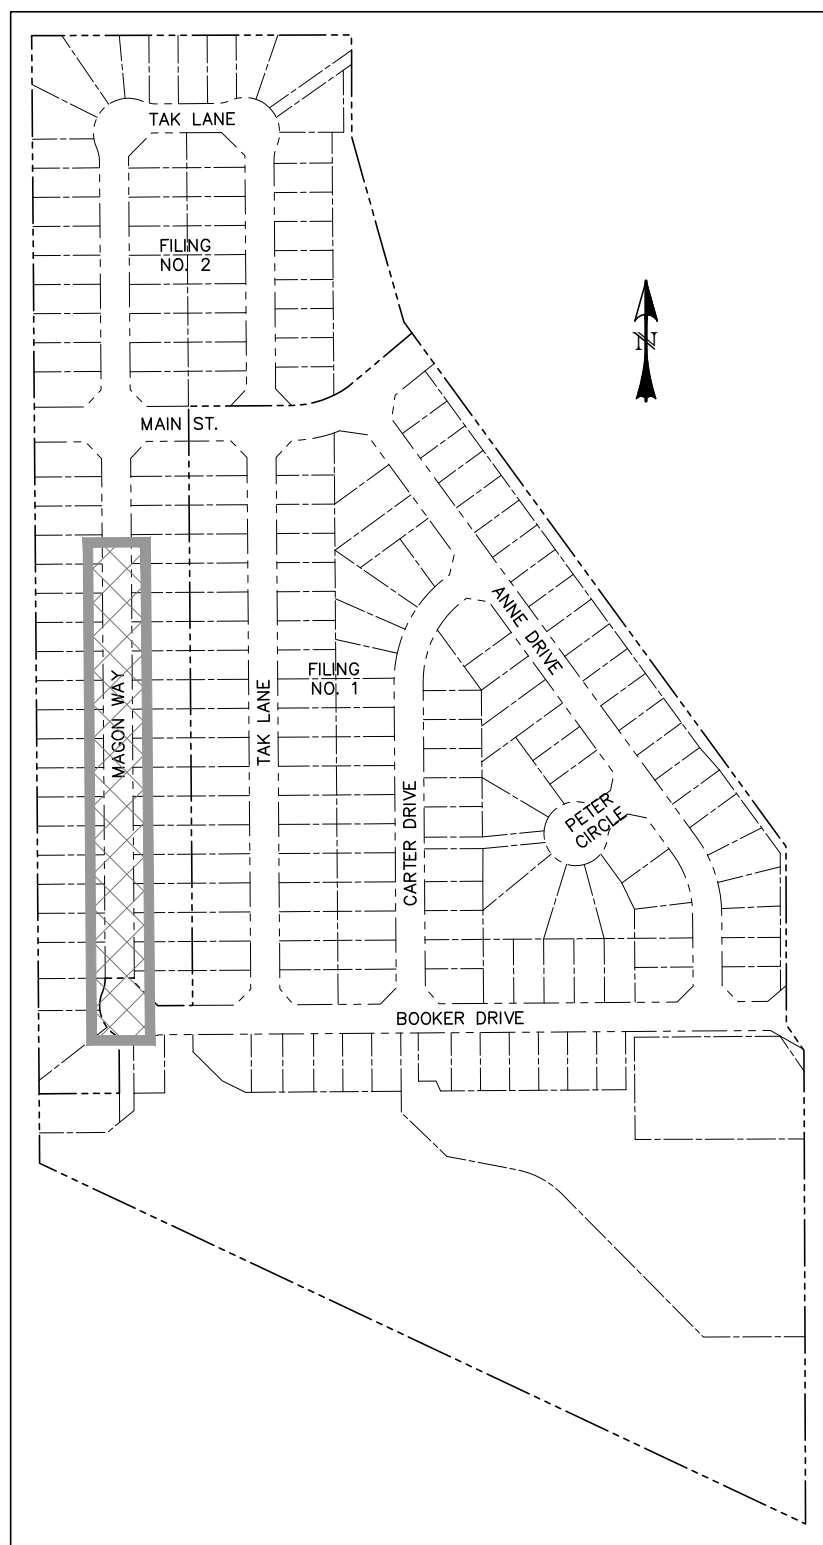 TAK LANE
FILING
NO. 2
N
MAIN ST.
ANNE DRIVE
MAGON WAY
TAK LANE
FILING
NO. 1
CARTER DRIVE
PETER
CIRCLE
BOOKER DRIVE